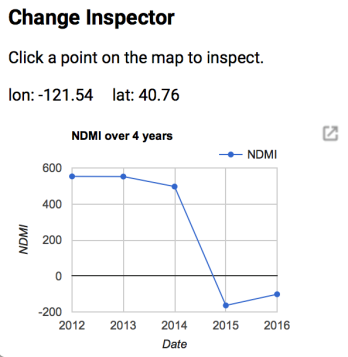 Change Inspector
Click a point on the map to inspect.
lon: -121.54 lat: 40.76
NDMI over 4 years
NDMI
600
400
200
0
-200
NDMI
2012 2013 2014 2015 2016
Date